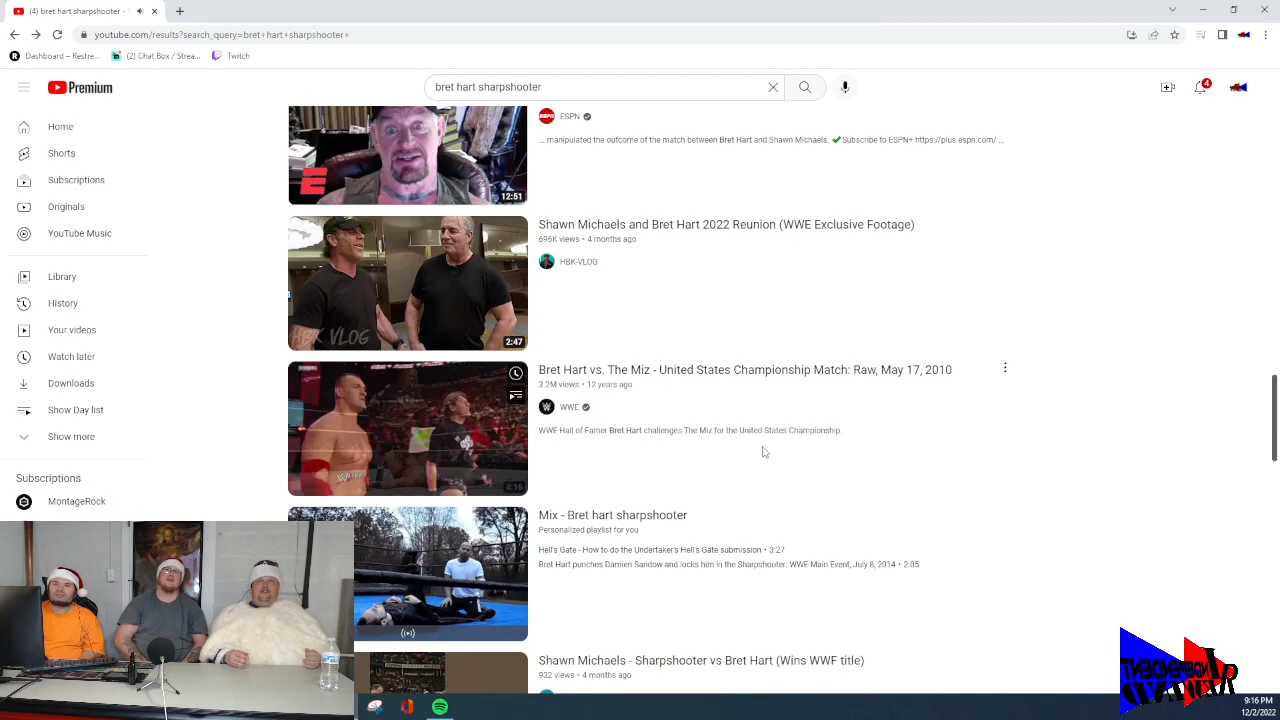 (4) bret hart sharpshooter -
youtube.com/results?search_query=bret+hart+sharpshooter+
Dashboard – Restre...
(2) Chat Box / Strea...
Twitch
Premium
bret hart sharpshooter
4
Home
Shorts
Subscriptions
Originals
YouTube Music
Library
History
Your videos
Watch later
Downloads
Show Day list
Show more
Subscriptions
MontageRock
12:51
ESPN
... manipulated the outcome of the match between Bret Hart and Shawn Michaels. ✔Subscribe to ESPN+ https://plus.espn.com/ ...
HBK VLOG
2:47
Shawn Michaels and Bret Hart 2022 Reunion (WWE Exclusive Footage)
696K views • 4 months ago
HBK-VLOG
4:16
Bret Hart vs. The Miz - United States Championship Match: Raw, May 17, 2010
3.2M views • 12 years ago
WWE
WWE Hall of Famer Bret Hart challenges The Miz for the United States Championship.
Mix - Bret hart sharpshooter
Personalized playlist for you
Hell's Gate - How to do the Undertaker's Hell's Gate submission • 3:27
Bret Hart punches Damien Sandow and locks him in the Sharpshooter: WWE Main Event, July 8, 2014 • 2:05
Shawn Michaels - Sharpshooter vs Bret Hart (Wins WWE Title)
932 views • 4 months ago
9:16 PM
12/2/2022